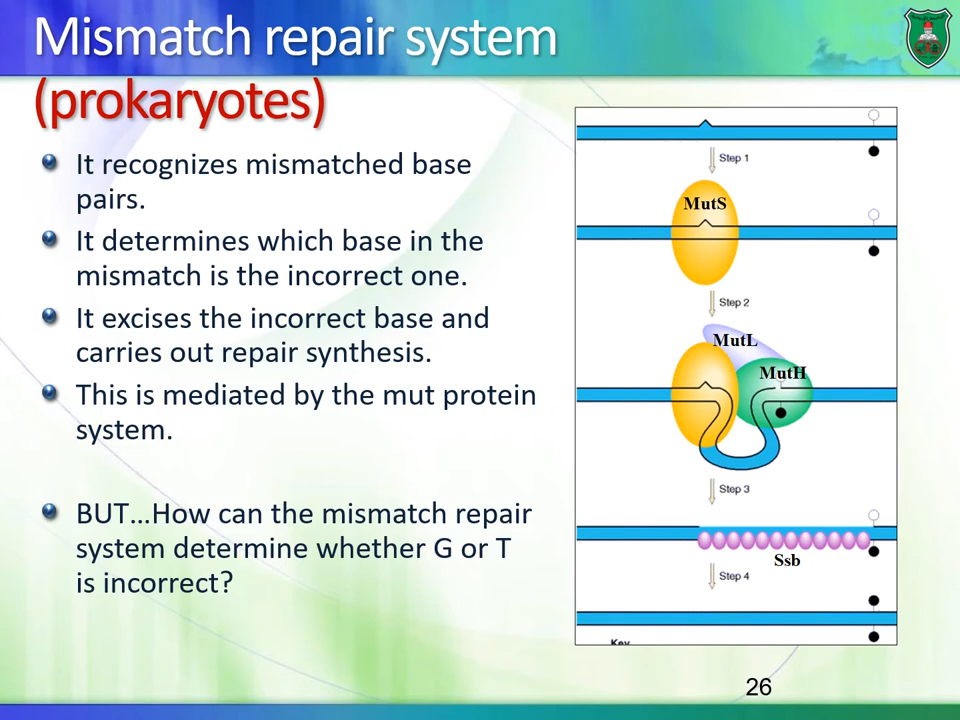 Mismatch repair system
(prokaryotes)
It recognizes mismatched base
pairs.
It determines which base in the
mismatch is the incorrect one.
It excises the incorrect base and
carries out repair synthesis.
This is mediated by the mut protein
system.
BUT…How can the mismatch repair
system determine whether G or T
is incorrect?
Step 1
MutS
Step 2
MutL
MutH
Step 3
Ssb
Step 4
Key
26